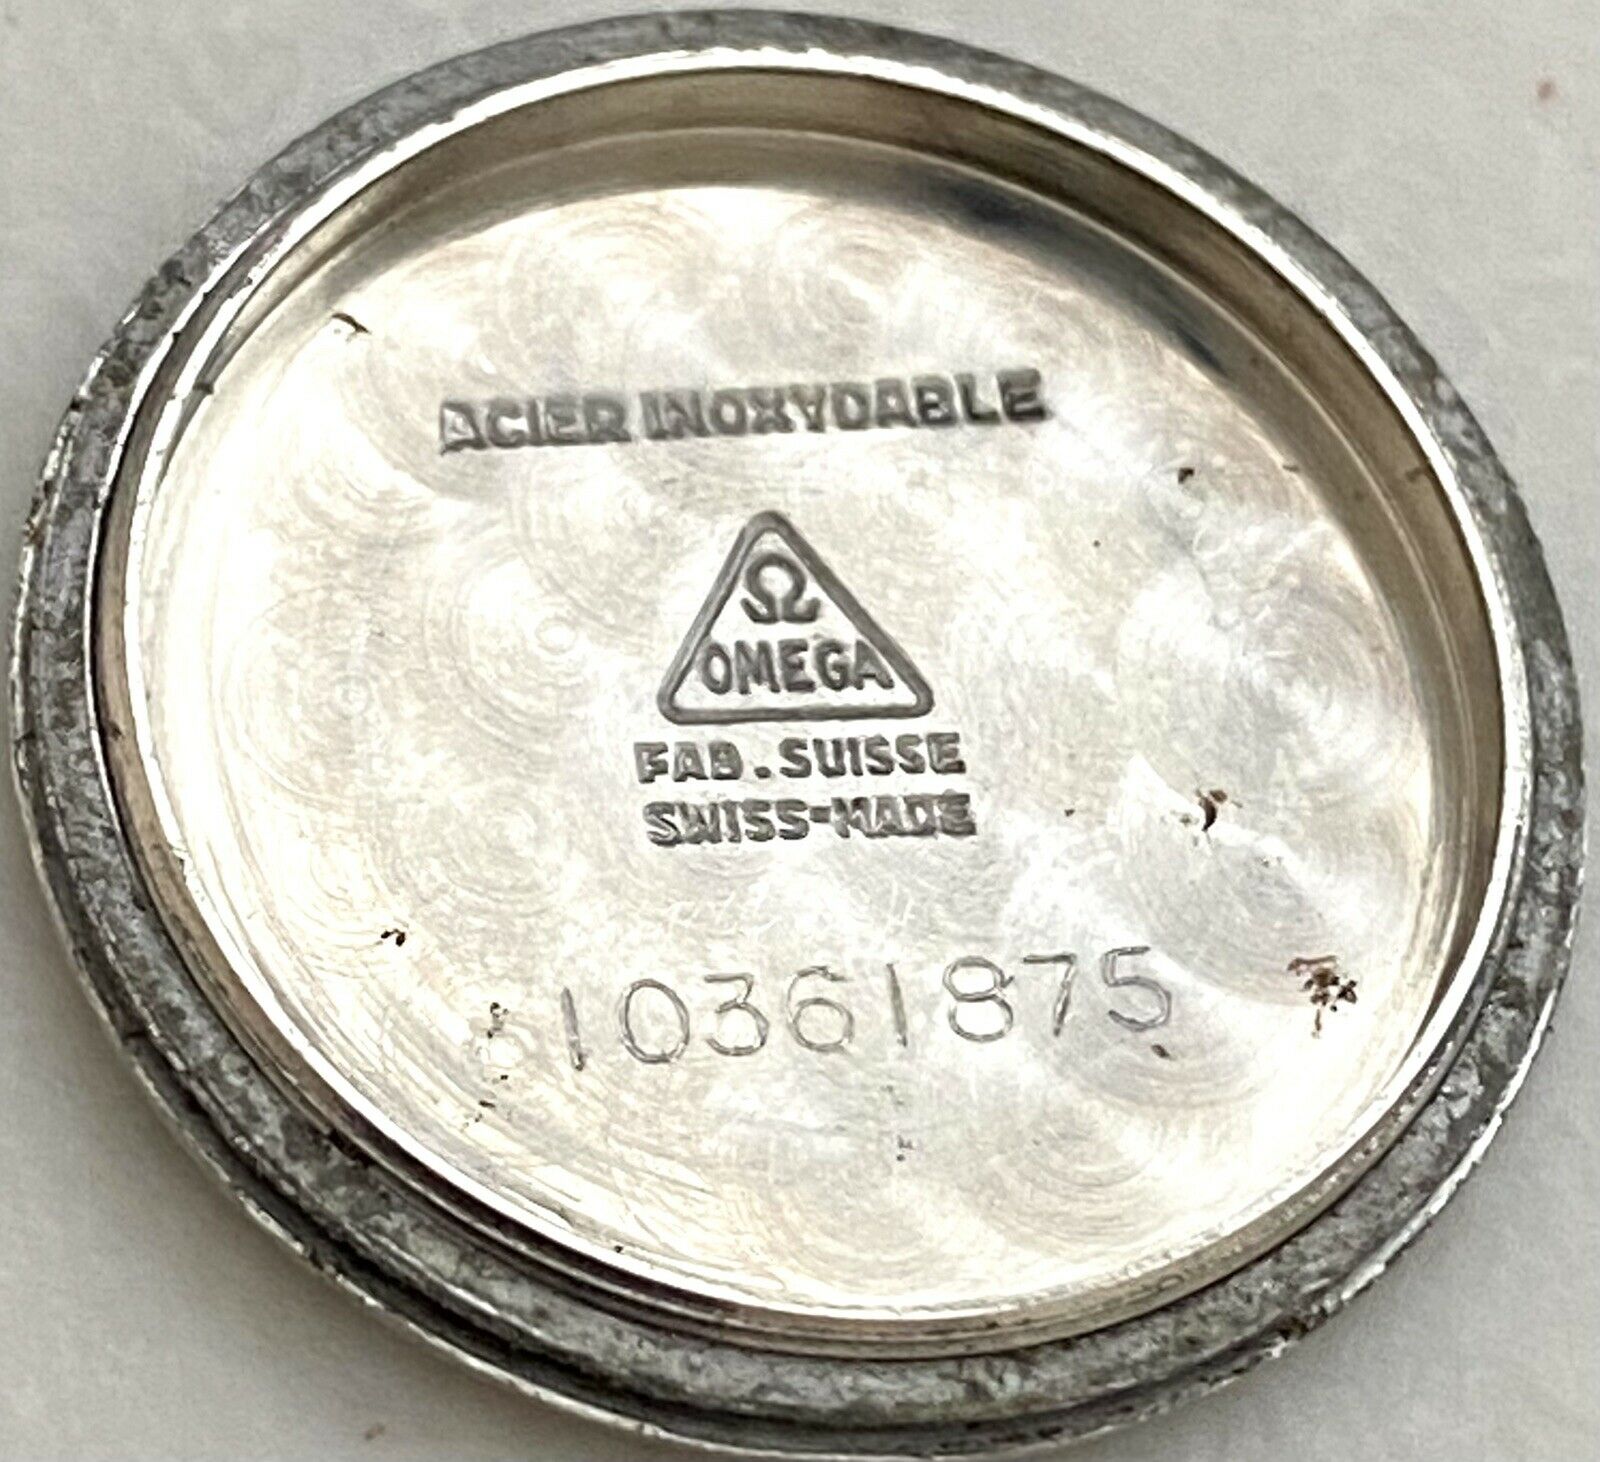 ACIER INOXYDABLE
Ω
OMEGA
FAB. SUISSE
SWISS-MADE
10361875